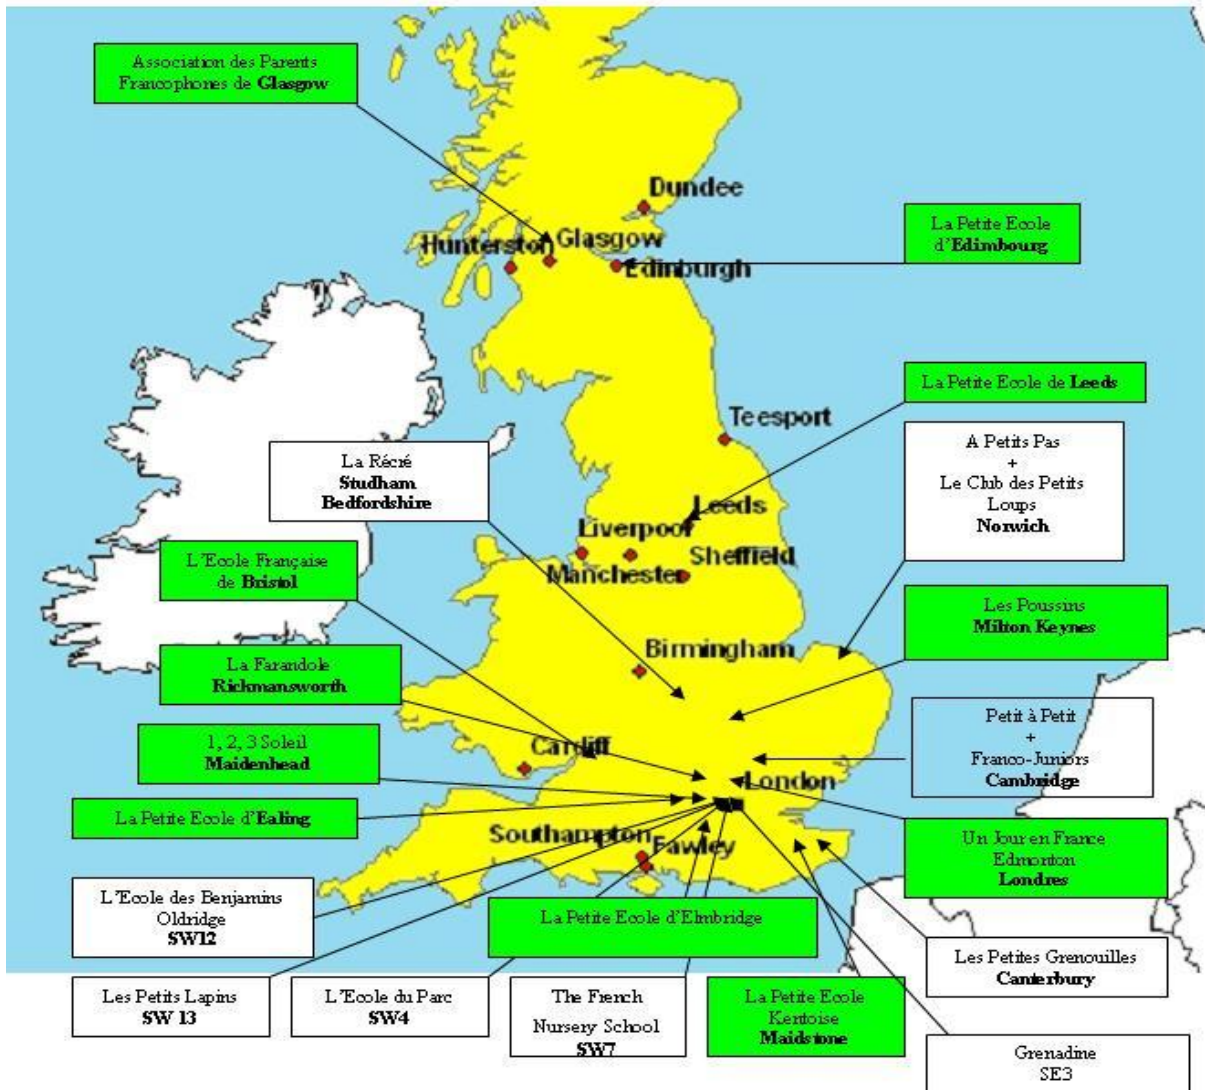 Association des Parents
Francophones de Glasgow
Dundee
La Petite Ecole
d'Edimbourg
Glasgow
Hunterston
Edinburgh
La Petite Ecole de Leeds
Teesport
A Petits Pas
+
Le Club des Petits
Loups
Norwich
La Récré
Studham
Bedfordshire
Leeds
Liverpool
Sheffield
Manchester
L'Ecole Française
de Bristol
Les Poussins
Milton Keynes
Birmingham
La Farandole
Rickmansworth
Petit à Petit
+
Franco-Juniors
Cambridge
1, 2, 3 Soleil
Maidenhead
Cardiff
London
La Petite Ecole d'Ealing
Southampton
Fawley
Un Jour en France
Edmonton
Londres
L'Ecole des Benjamins
Oldridge
SW12
La Petite Ecole d'Elmbridge
Les Petites Grenouilles
Canterbury
Les Petits Lapins
SW 13
L'Ecole du Parc
SW4
The French
Nursery School
SW7
La Petite Ecole
Kentoise
Maidstone
Grenadine
SE3